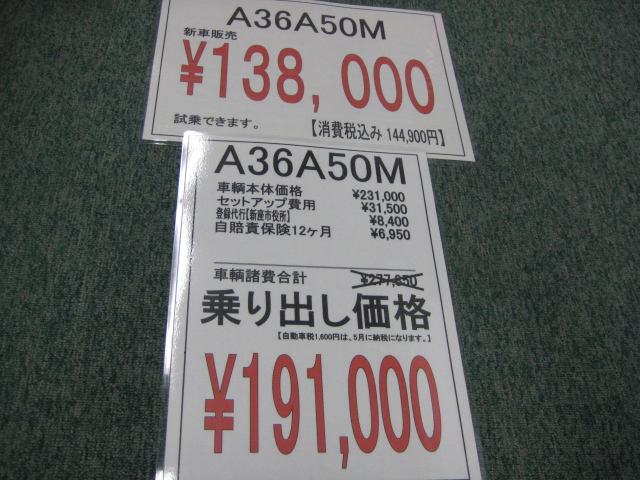 A36A50M
新車販売
¥138,000
試乗できます。
【消費税込み 144,900円】
A36A50M
車輌本体価格 ¥231,000
セットアップ費用 ¥31,500
登録代行【新座市役所】 ¥8,400
自賠責保険12ヶ月 ¥6,950
車輌諸費合計 ¥277,850
乗り出し価格
【自動車税1,600円は、5月に納税になります。】
¥191,000